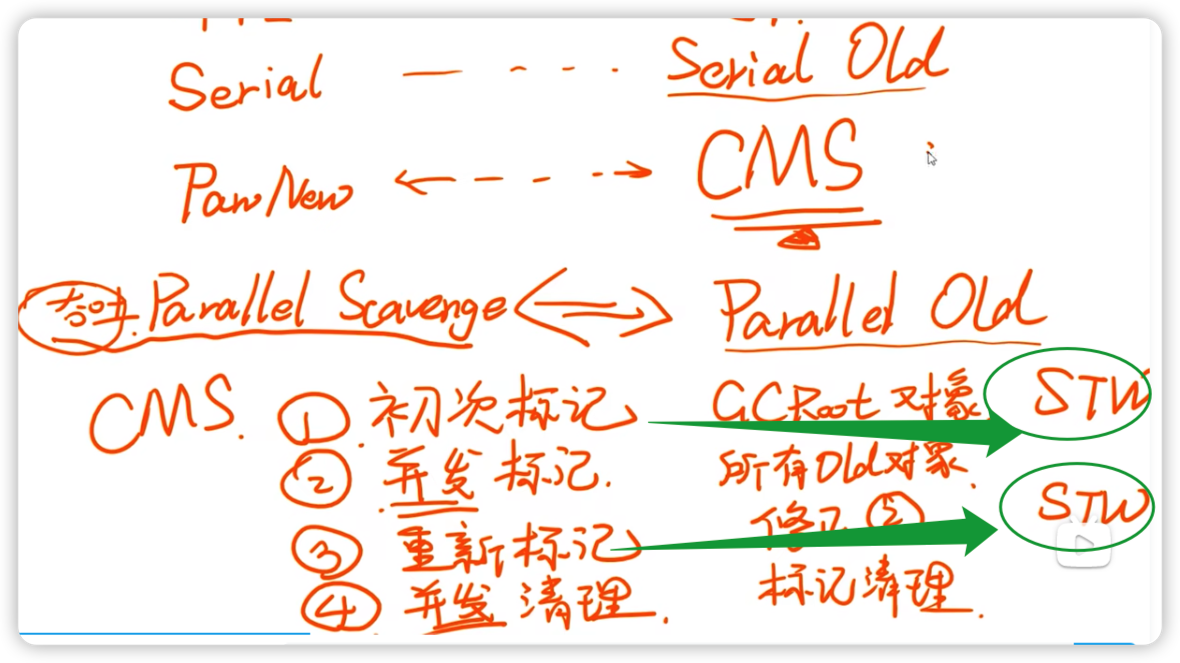 Serial Serial Old
ParNew CMS
吞吐 Parallel Scavenge Parallel Old
CMS. ① 初次标记 GCRoot 对象 STW
② 并发标记. 所有Old对象.
③ 重新标记 修正② STW
④ 并发清理. 标记清理.